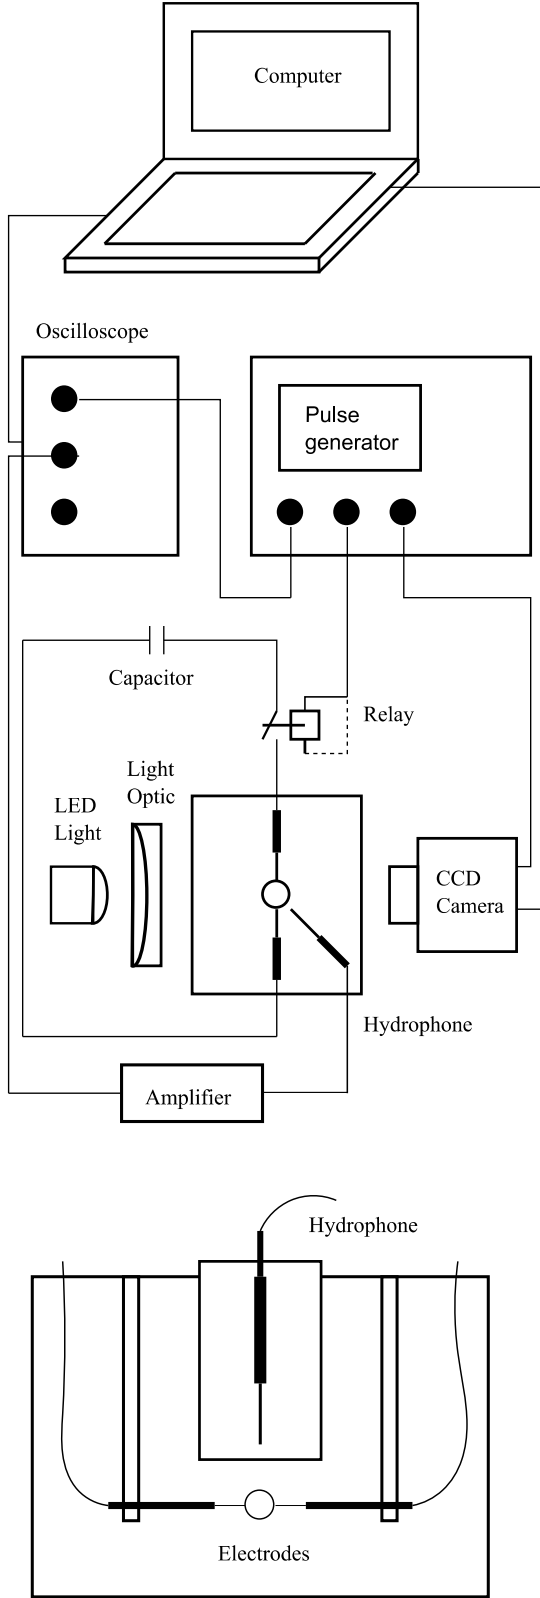 Computer
Oscilloscope
Pulse
generator
Capacitor
Relay
Light
Optic
LED
Light
CCD
Camera
Hydrophone
Amplifier
Hydrophone
Electrodes